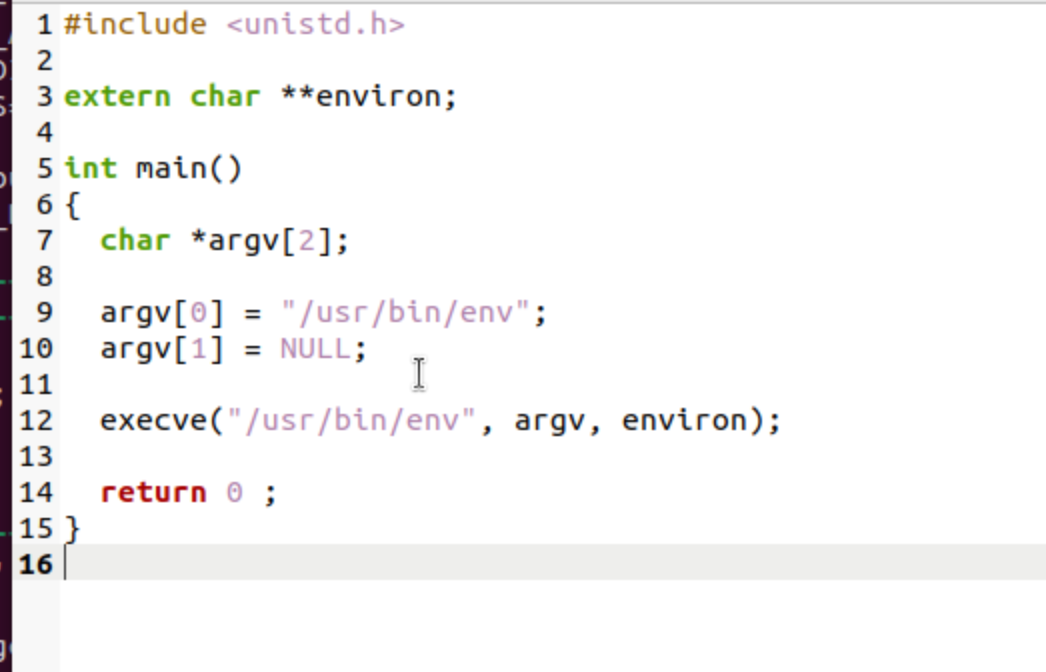 1 #include <unistd.h>
2
3 extern char **environ;
4
5 int main()
6 {
7   char *argv[2];
8
9   argv[0] = "/usr/bin/env";
10   argv[1] = NULL;
11
12   execve("/usr/bin/env", argv, environ);
13
14   return 0 ;
15 }
16